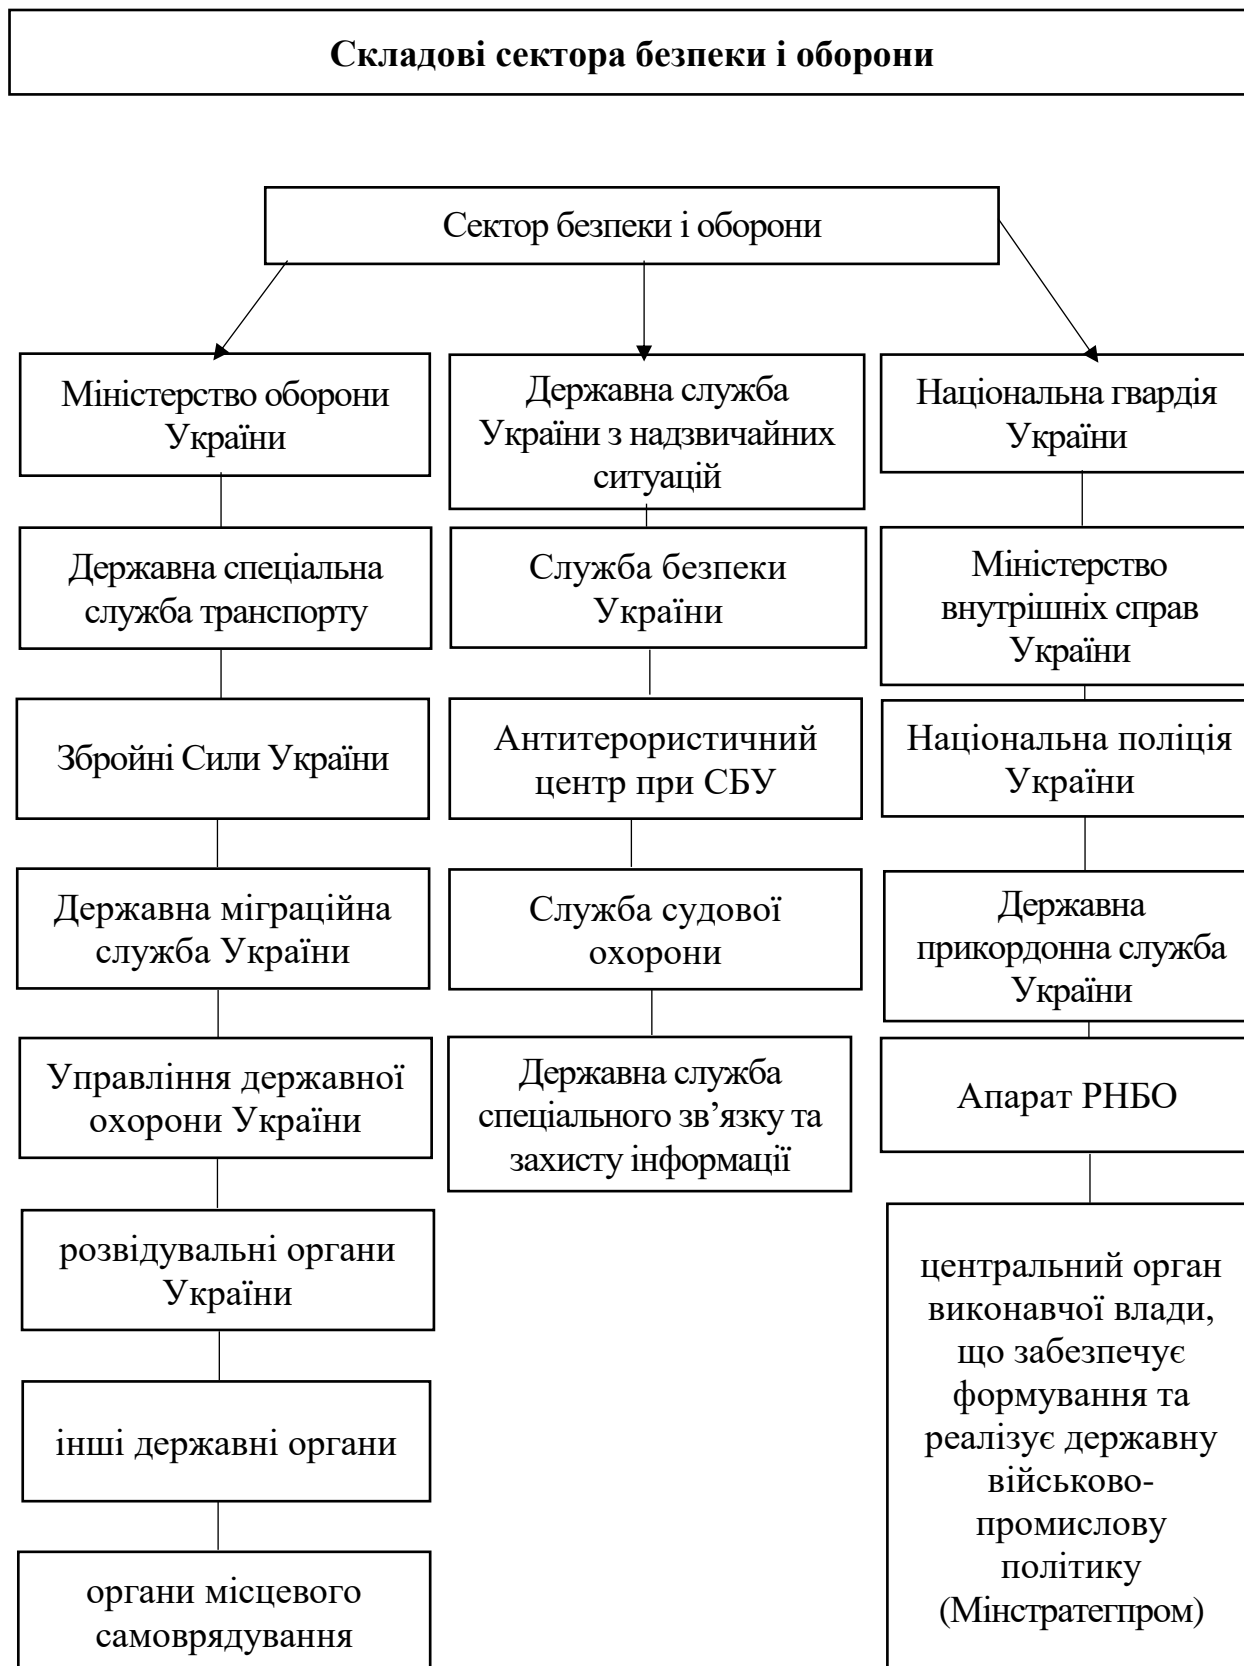 Складові сектора безпеки і оборони
Сектор безпеки і оборони
Міністерство оборони
України
Державна спеціальна
служба транспорту
Збройні Сили України
Державна міграційна
служба України
Управління державної
охорони України
розвідувальні органи
України
інші державні органи
органи місцевого
самоврядування
Державна служба
України з надзвичайних
ситуацій
Служба безпеки
України
Антитерористичний
центр при СБУ
Служба судової
охорони
Державна служба
спеціального зв’язку та
захисту інформації
Національна гвардія
України
Міністерство
внутрішніх справ
України
Національна поліція
України
Державна
прикордонна служба
України
Апарат РНБО
центральний орган
виконавчої влади,
що забезпечує
формування та
реалізує державну
військово-
промислову
політику
(Мінстратегпром)